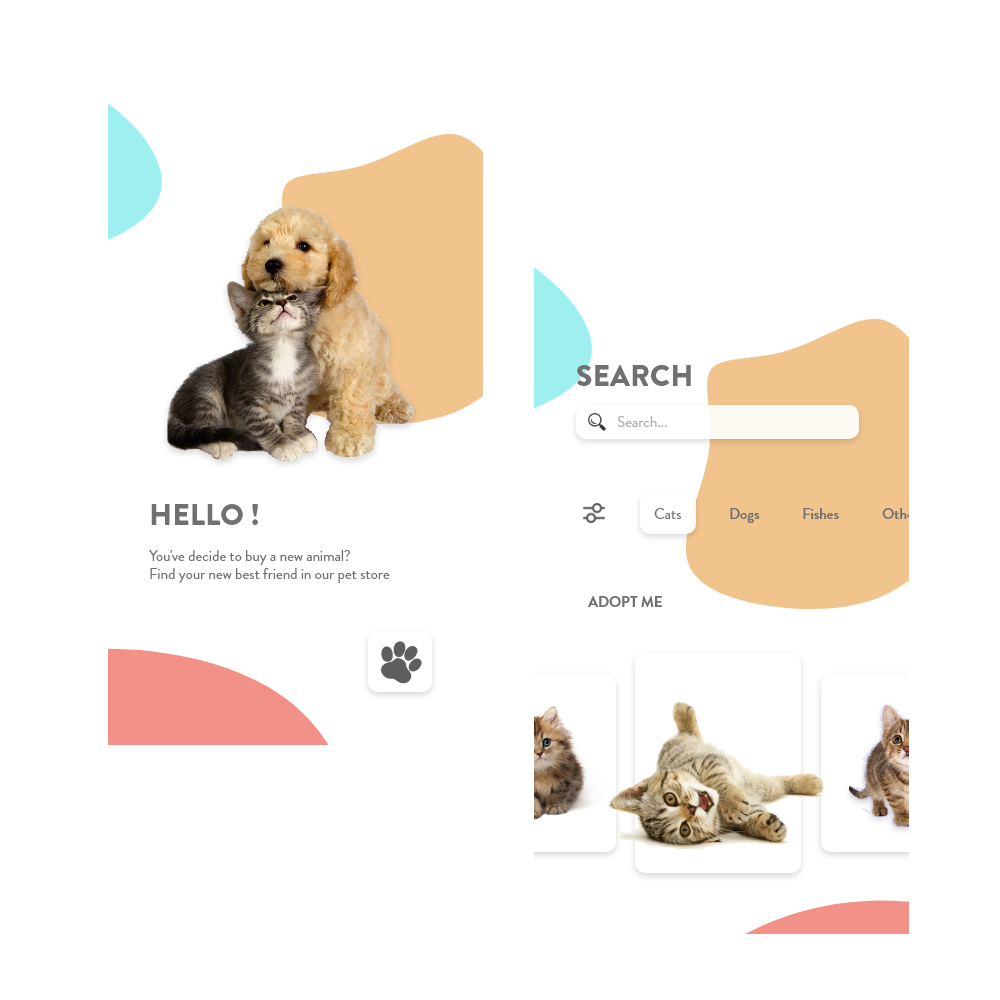 HELLO !
You've decide to buy a new animal?
Find your new best friend in our pet store
SEARCH
Search...
Cats
Dogs
Fishes
ADOPT ME